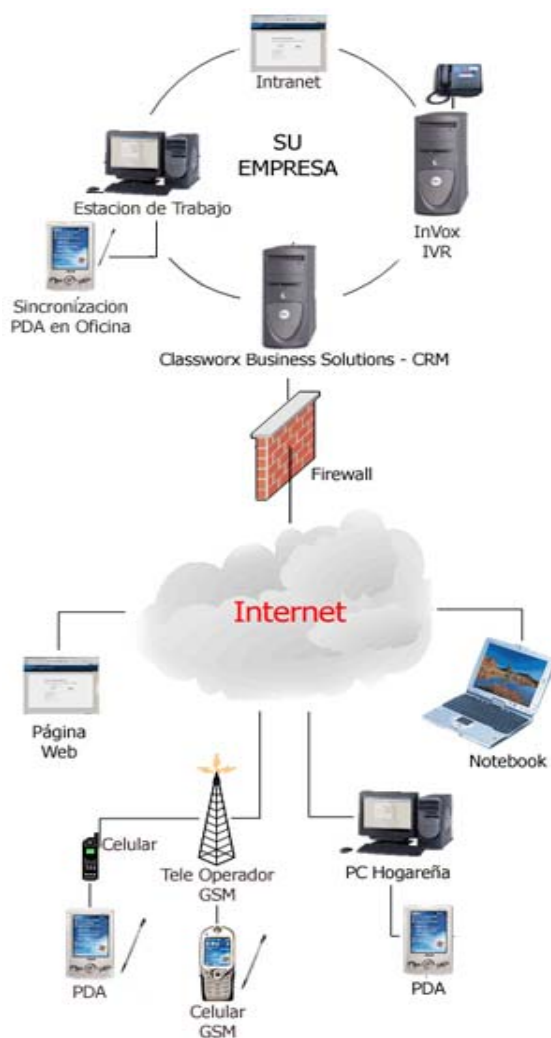 Intranet
SU
EMPRESA
Estacion de Trabajo
InVox
IVR
Sincronización
PDA en Oficina
Classworx Business Solutions - CRM
Firewall
Internet
Página
Web
Notebook
Celular
Tele Operador
GSM
PC Hogareña
PDA
Celular
GSM
PDA